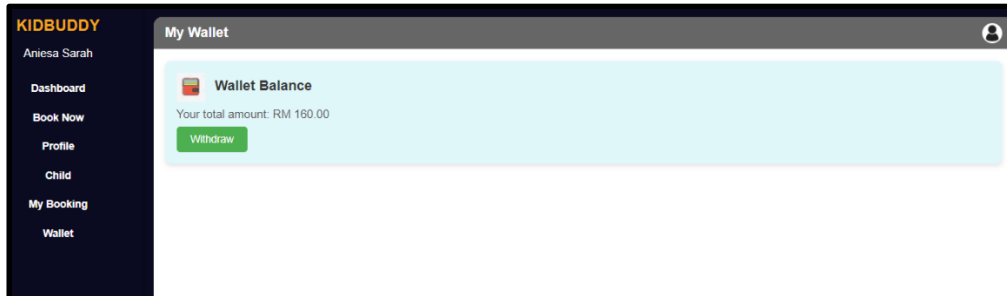 KIDBUDDY
Aniesa Sarah
Dashboard
Book Now
Profile
Child
My Booking
Wallet
My Wallet
Wallet Balance
Your total amount: RM 160.00
Withdraw